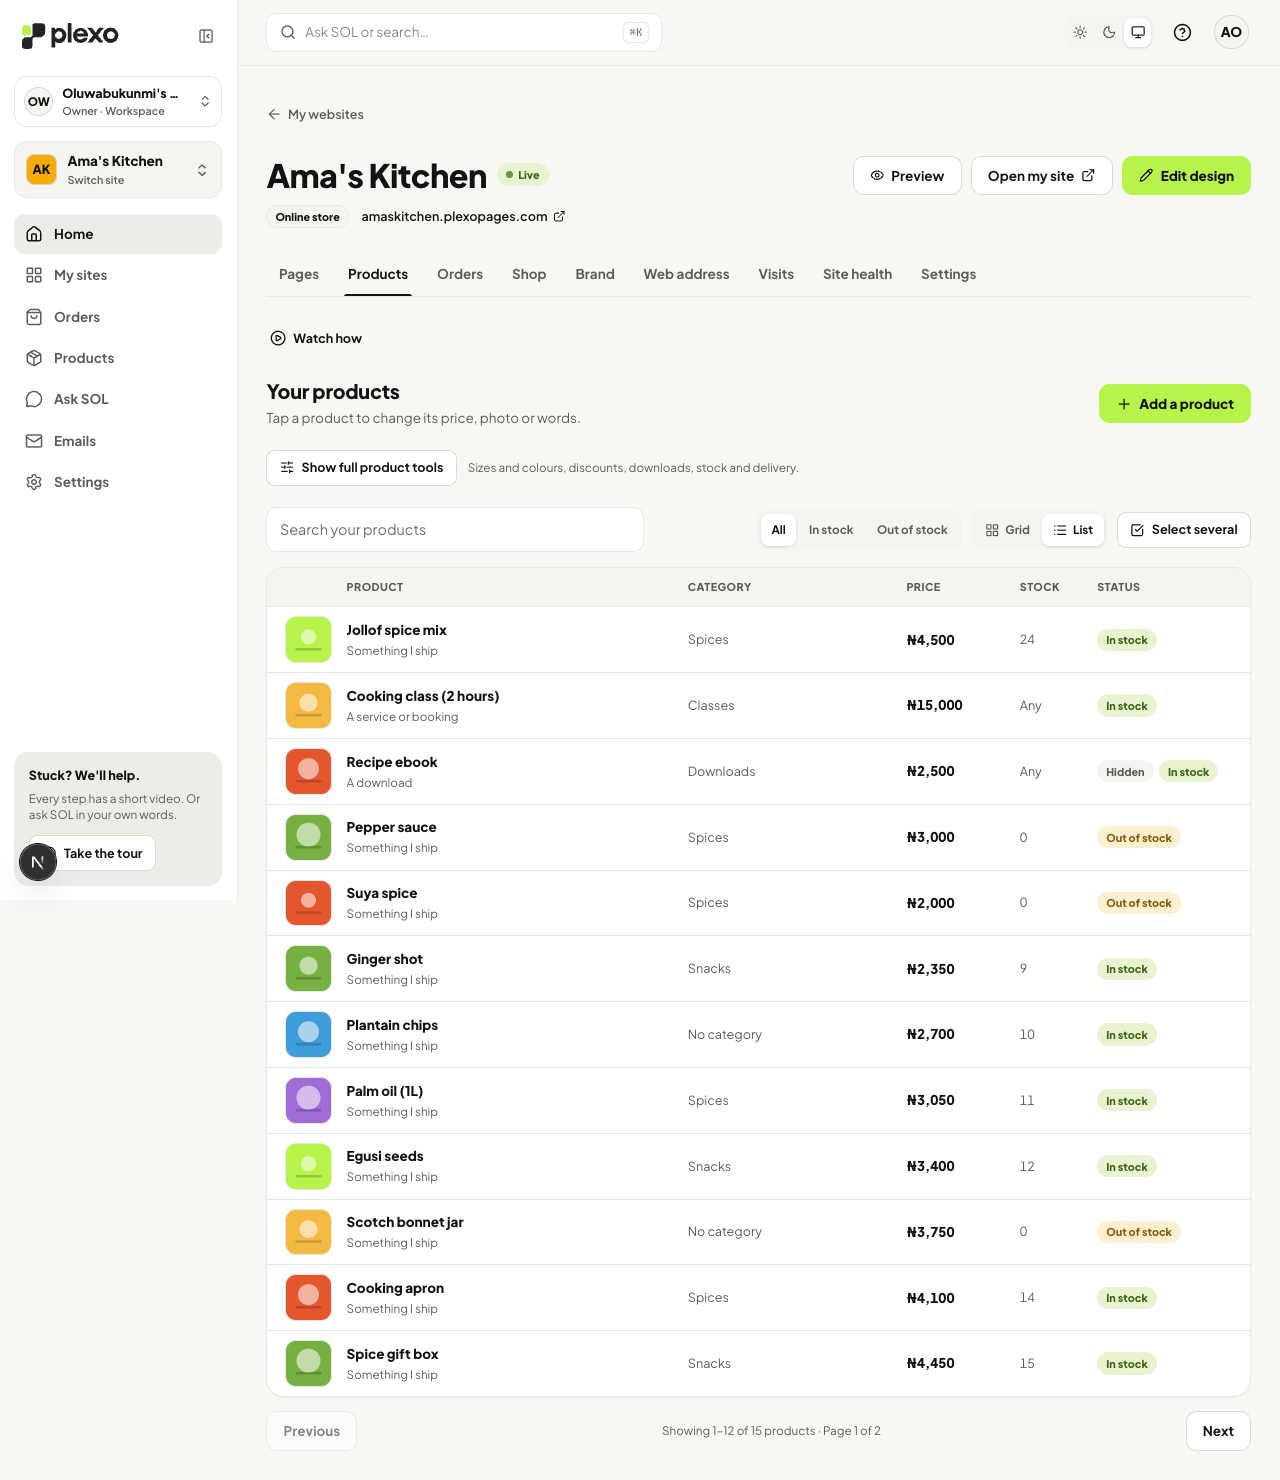 plexo
Ask SOL or search…
⌘K
AO
OW
Oluwabukunmi's …
Owner · Workspace
AK
Ama's Kitchen
Switch site
Home
My sites
Orders
Products
Ask SOL
Emails
Settings
Stuck? We'll help.
Every step has a short video. Or
ask SOL in your own words.
Take the tour
N
My websites
Ama's Kitchen
Live
Preview
Open my site
Edit design
Online store
amaskitchen.plexopages.com
Pages Products Orders Shop Brand Web address Visits Site health Settings
Watch how
Your products
Tap a product to change its price, photo or words.
Add a product
Show full product tools
Sizes and colours, discounts, downloads, stock and delivery.
Search your products
All In stock Out of stock
Grid List
Select several
PRODUCT CATEGORY PRICE STOCK STATUS
Jollof spice mix
Something I ship
Spices ₦4,500 24 In stock
Cooking class (2 hours)
A service or booking
Classes ₦15,000 Any In stock
Recipe ebook
A download
Downloads ₦2,500 Any Hidden In stock
Pepper sauce
Something I ship
Spices ₦3,000 0 Out of stock
Suya spice
Something I ship
Spices ₦2,000 0 Out of stock
Ginger shot
Something I ship
Snacks ₦2,350 9 In stock
Plantain chips
Something I ship
No category ₦2,700 10 In stock
Palm oil (1L)
Something I ship
Spices ₦3,050 11 In stock
Egusi seeds
Something I ship
Snacks ₦3,400 12 In stock
Scotch bonnet jar
Something I ship
No category ₦3,750 0 Out of stock
Cooking apron
Something I ship
Spices ₦4,100 14 In stock
Spice gift box
Something I ship
Snacks ₦4,450 15 In stock
Previous
Showing 1–12 of 15 products · Page 1 of 2
Next